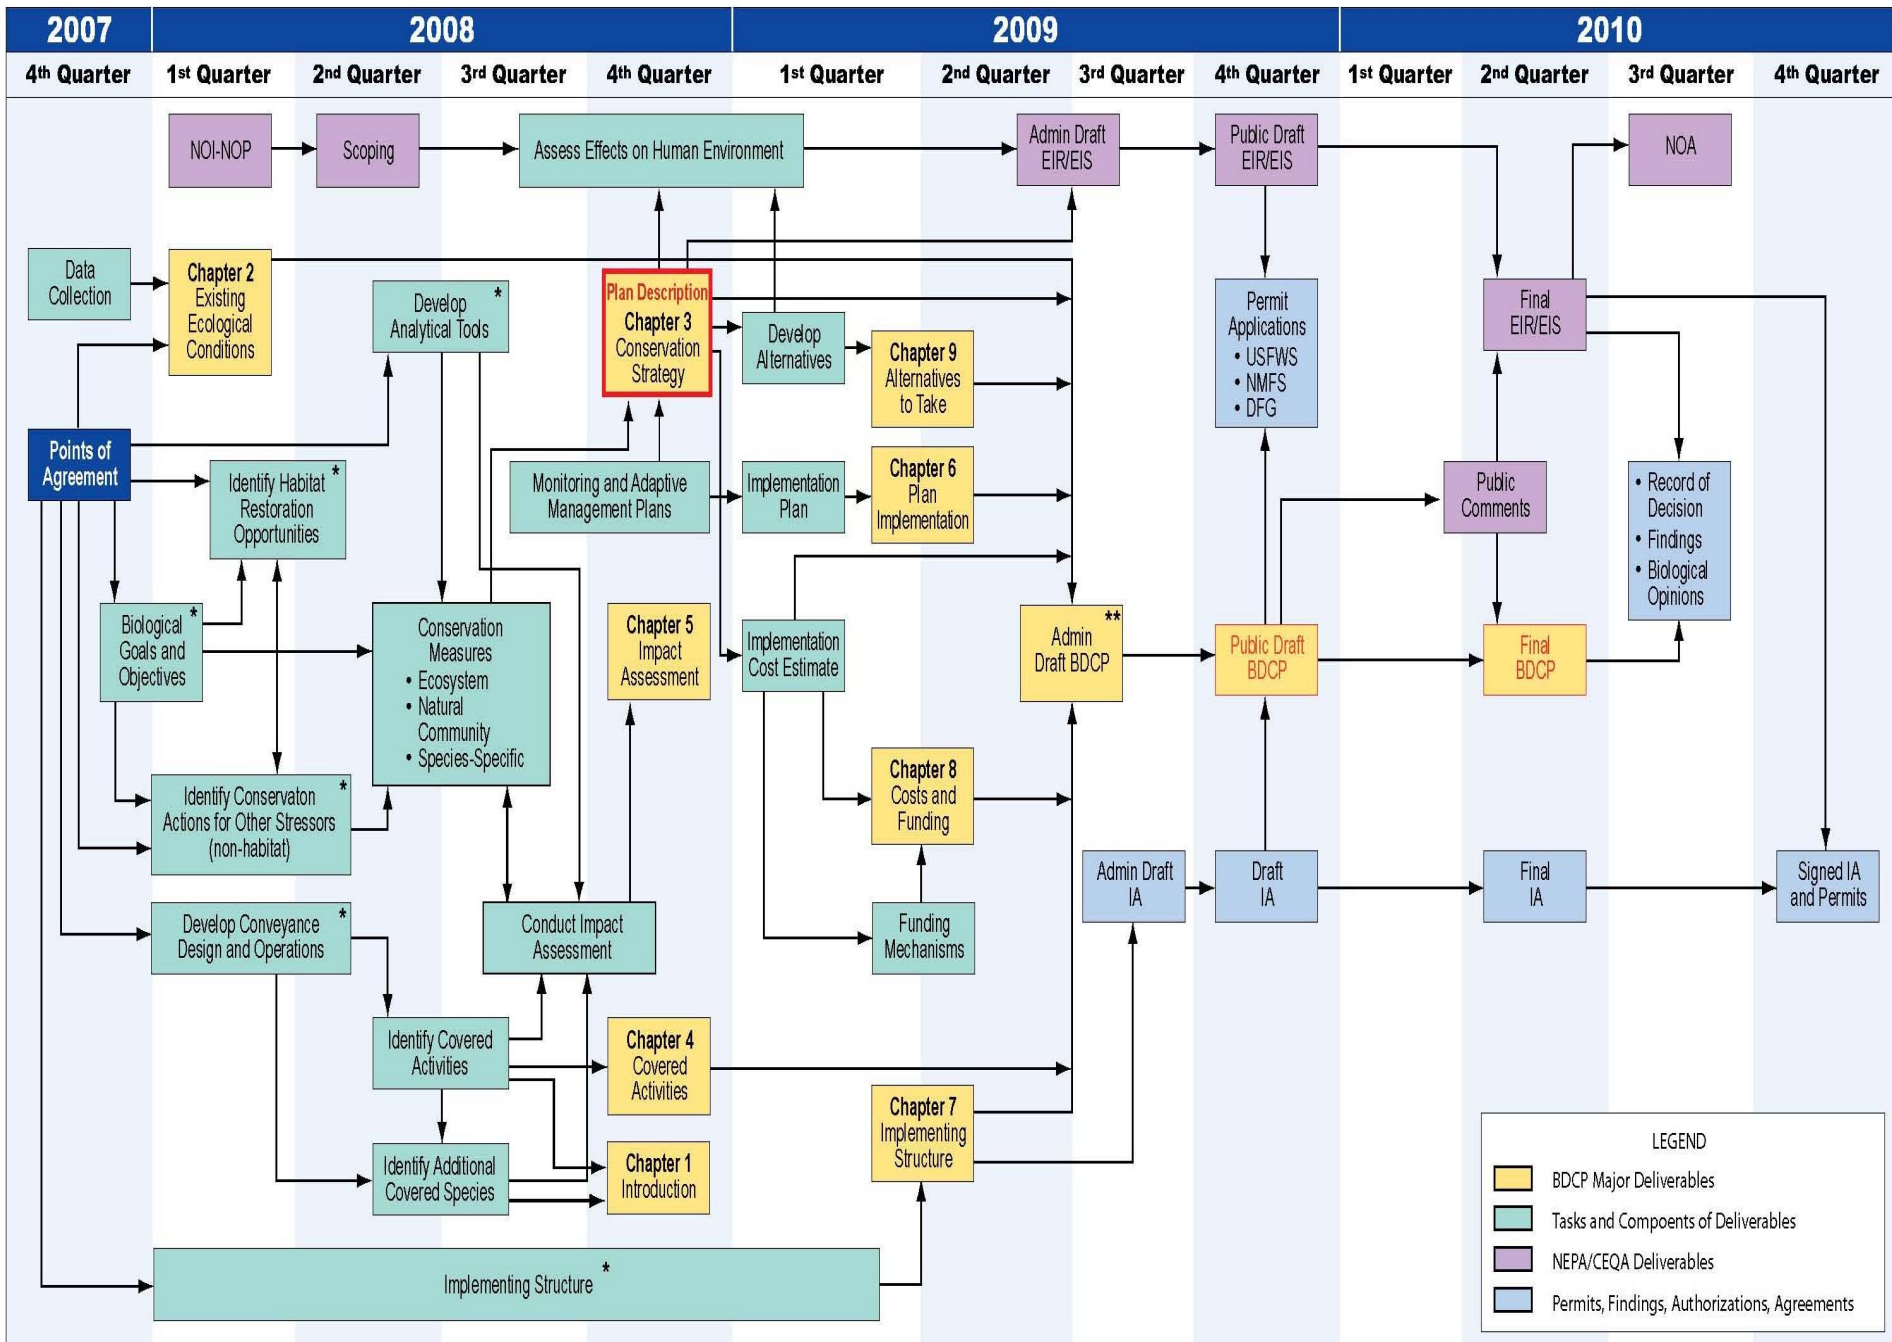 2007
2008
2009
2010
4th Quarter
1st Quarter
2nd Quarter
3rd Quarter
4th Quarter
1st Quarter
2nd Quarter
3rd Quarter
4th Quarter
1st Quarter
2nd Quarter
3rd Quarter
4th Quarter
NOI-NOP
Scoping
Assess Effects on Human Environment
Admin Draft
EIR/EIS
Public Draft
EIR/EIS
NOA
Data
Collection
Chapter 2
Existing
Ecological
Conditions
Develop *
Analytical Tools
Plan Description
Chapter 3
Conservation
Strategy
Develop
Alternatives
Chapter 9
Alternatives
to Take
Permit
Applications
• USFWS
• NMFS
• DFG
Final
EIR/EIS
Points of
Agreement
Identify Habitat *
Restoration
Opportunities
Monitoring and Adaptive
Management Plans
Implementation
Plan
Chapter 6
Plan
Implementation
Public
Comments
• Record of
Decision
• Findings
• Biological
Opinions
Biological *
Goals and
Objectives
Conservation
Measures
• Ecosystem
• Natural
Community
• Species-Specific
Chapter 5
Impact
Assessment
Implementation
Cost Estimate
**
Admin
Draft BDCP
Public Draft
BDCP
Final
BDCP
Identify Conservaton *
Actions for Other Stressors
(non-habitat)
Chapter 8
Costs and
Funding
Admin Draft
IA
Draft
IA
Final
IA
Signed IA
and Permits
Develop Conveyance *
Design and Operations
Conduct Impact
Assessment
Funding
Mechanisms
Identify Covered
Activities
Chapter 4
Covered
Activities
Chapter 7
Implementing
Structure
Identify Additional
Covered Species
Chapter 1
Introduction
Implementing Structure *
LEGEND
BDCP Major Deliverables
Tasks and Compoents of Deliverables
NEPA/CEQA Deliverables
Permits, Findings, Authorizations, Agreements